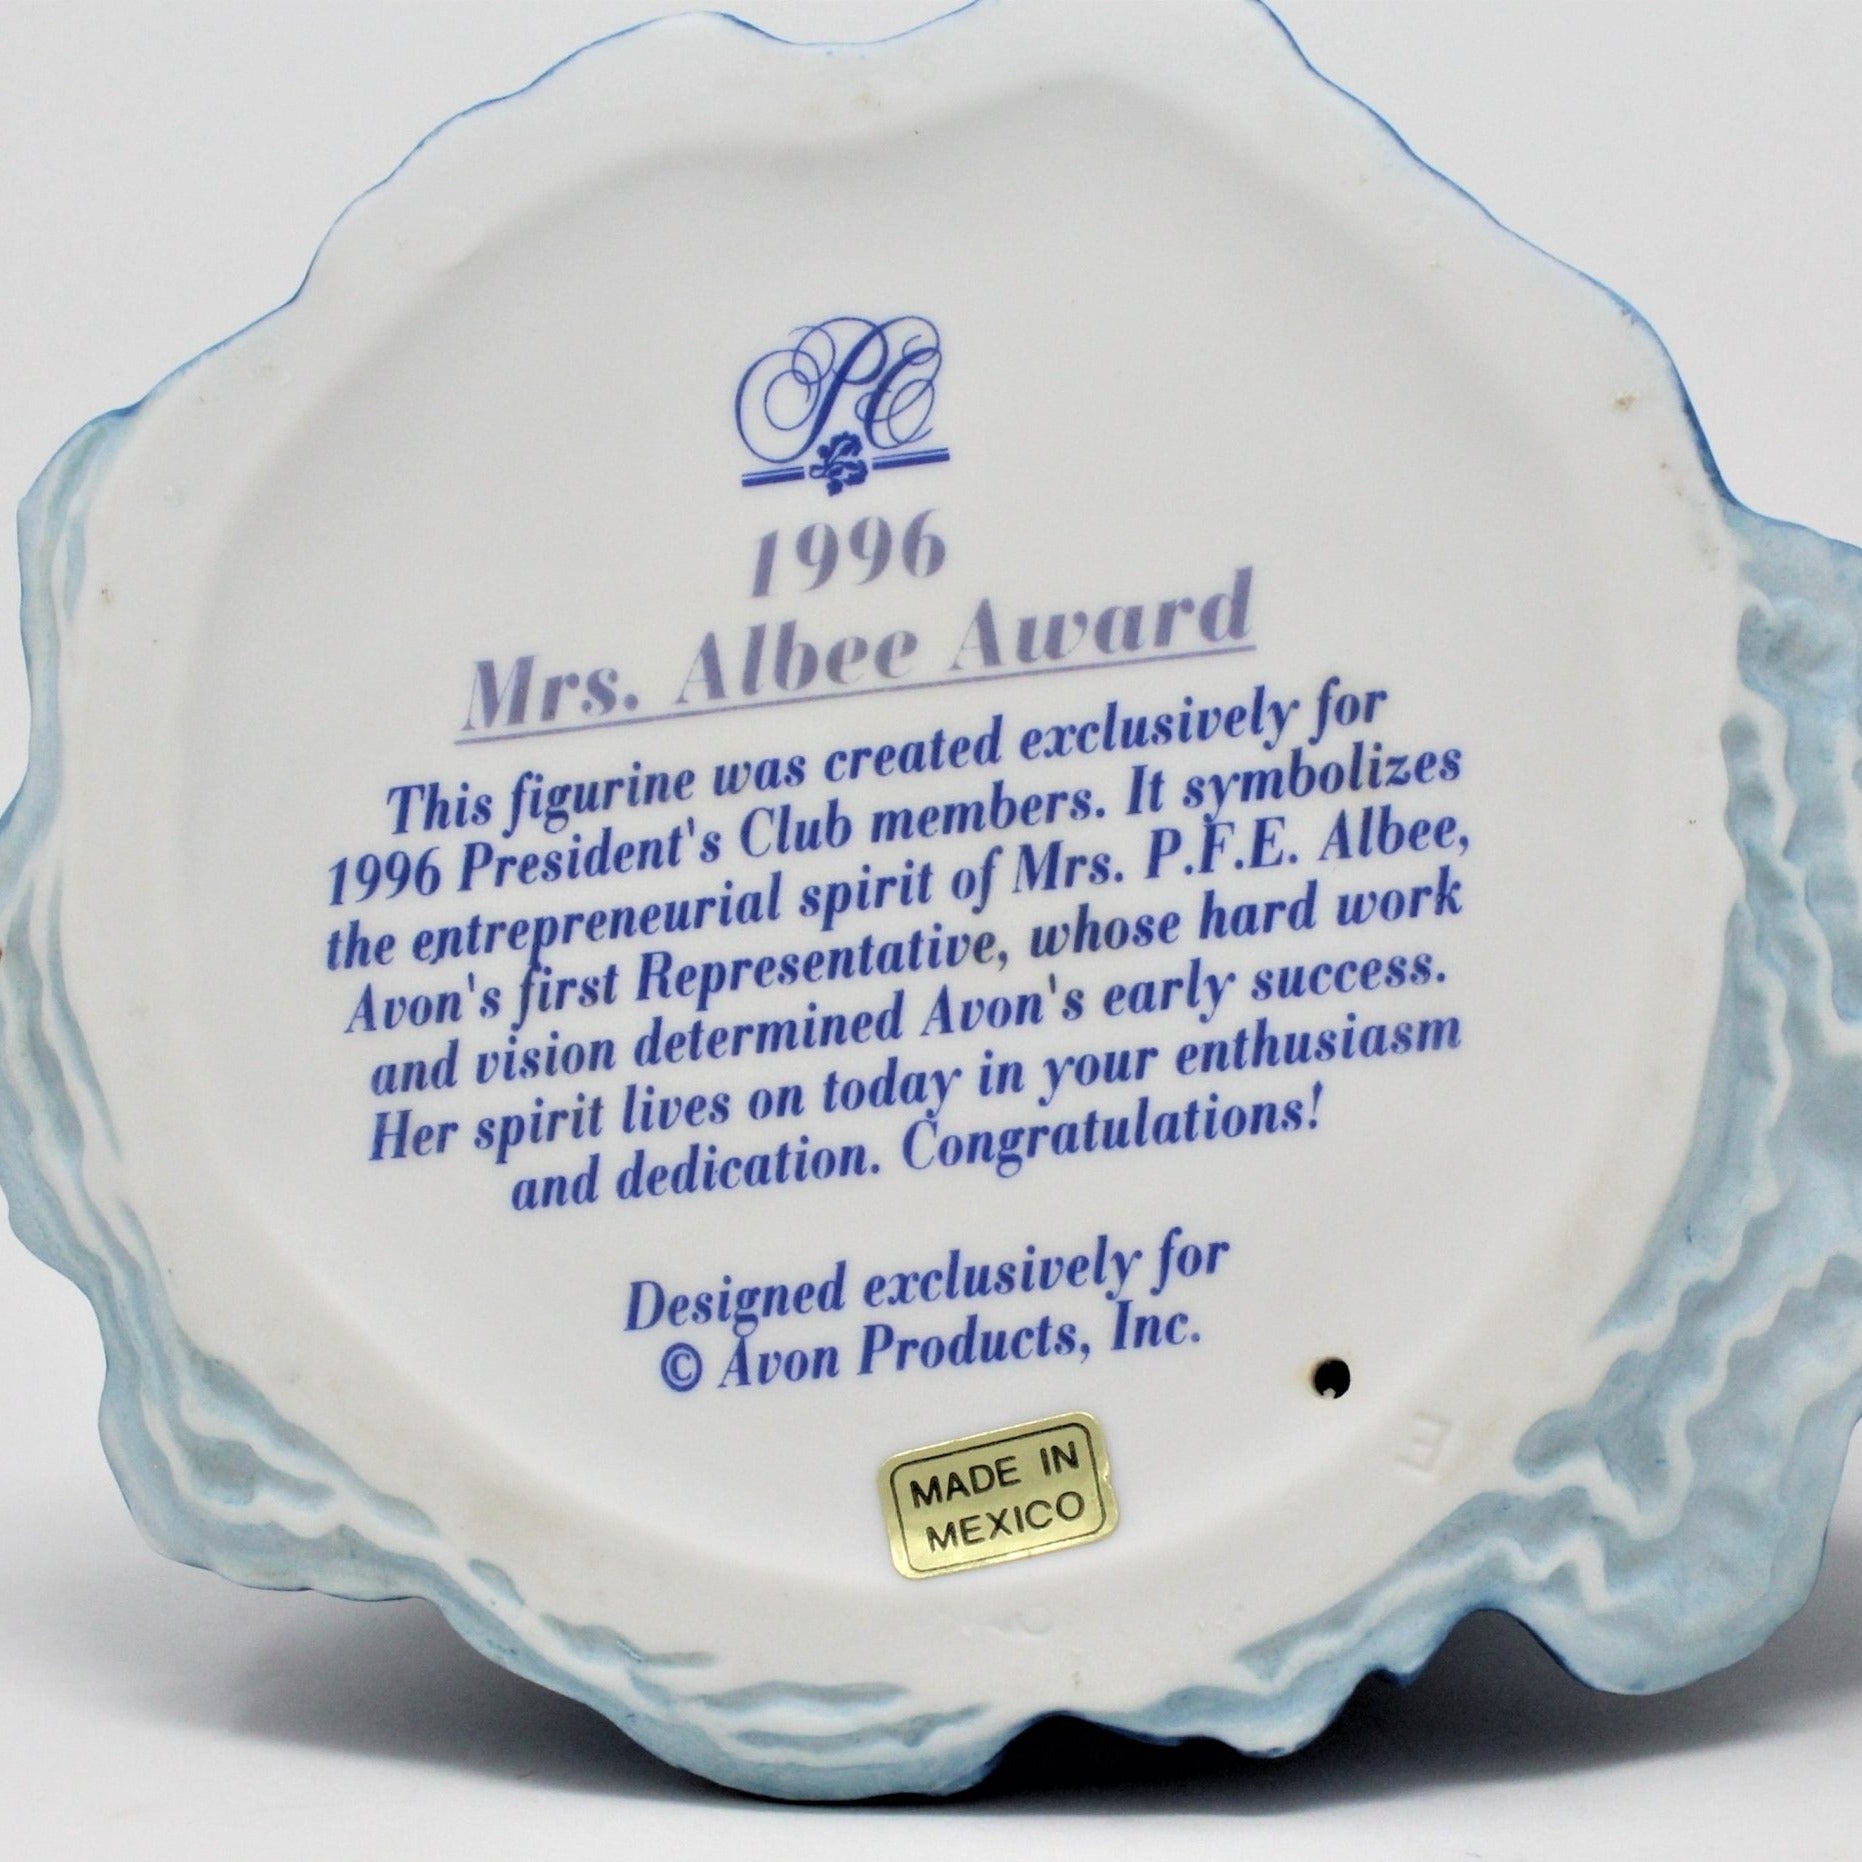 PC
1996
Mrs. Albee Award
This figurine was created exclusively for
1996 President's Club members. It symbolizes
the entrepreneurial spirit of Mrs. P.F.E. Albee,
Avon's first Representative, whose hard work
and vision determined Avon's early success.
Her spirit lives on today in your enthusiasm
and dedication. Congratulations!
Designed exclusively for
© Avon Products, Inc.
MADE IN
MEXICO
E